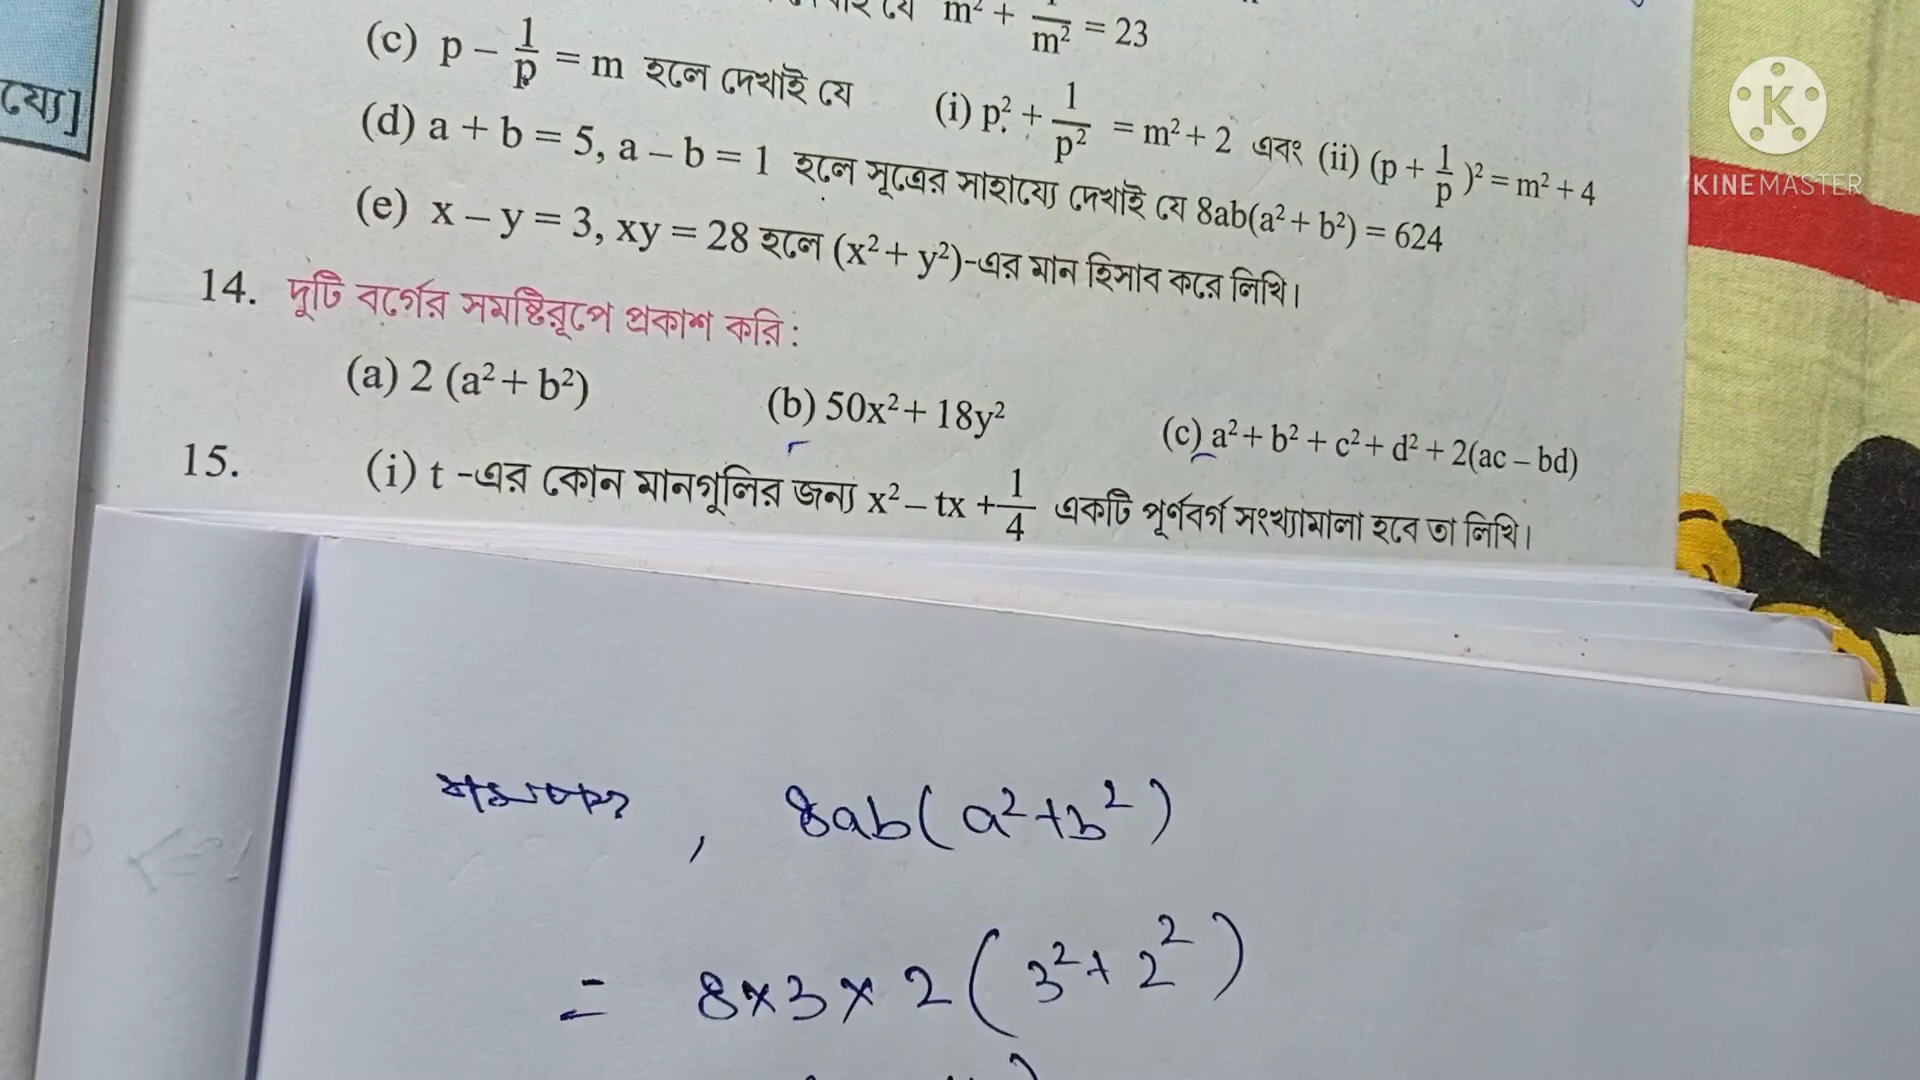 m² + 1/m² = 23
(c) p – 1/p = m হলে দেখাই যে (i) p² + 1/p² = m² + 2 এবং (ii) (p + 1/p)² = m² + 4
(d) a + b = 5, a – b = 1 হলে সূত্রের সাহায্যে দেখাই যে 8ab(a² + b²) = 624
(e) x – y = 3, xy = 28 হলে (x² + y²)-এর মান হিসাব করে লিখি।
14. দুটি বর্গের সমষ্টিরূপে প্রকাশ করি :
(a) 2 (a² + b²) (b) 50x² + 18y² (c) a² + b² + c² + d² + 2(ac – bd)
15. (i) t -এর কোন মানগুলির জন্য x² – tx + 1/4 একটি পূর্ণবর্গ সংখ্যামালা হবে তা লিখি।
, 8ab(a²+b²)
= 8×3×2(3²+2²)
KINEMASTER